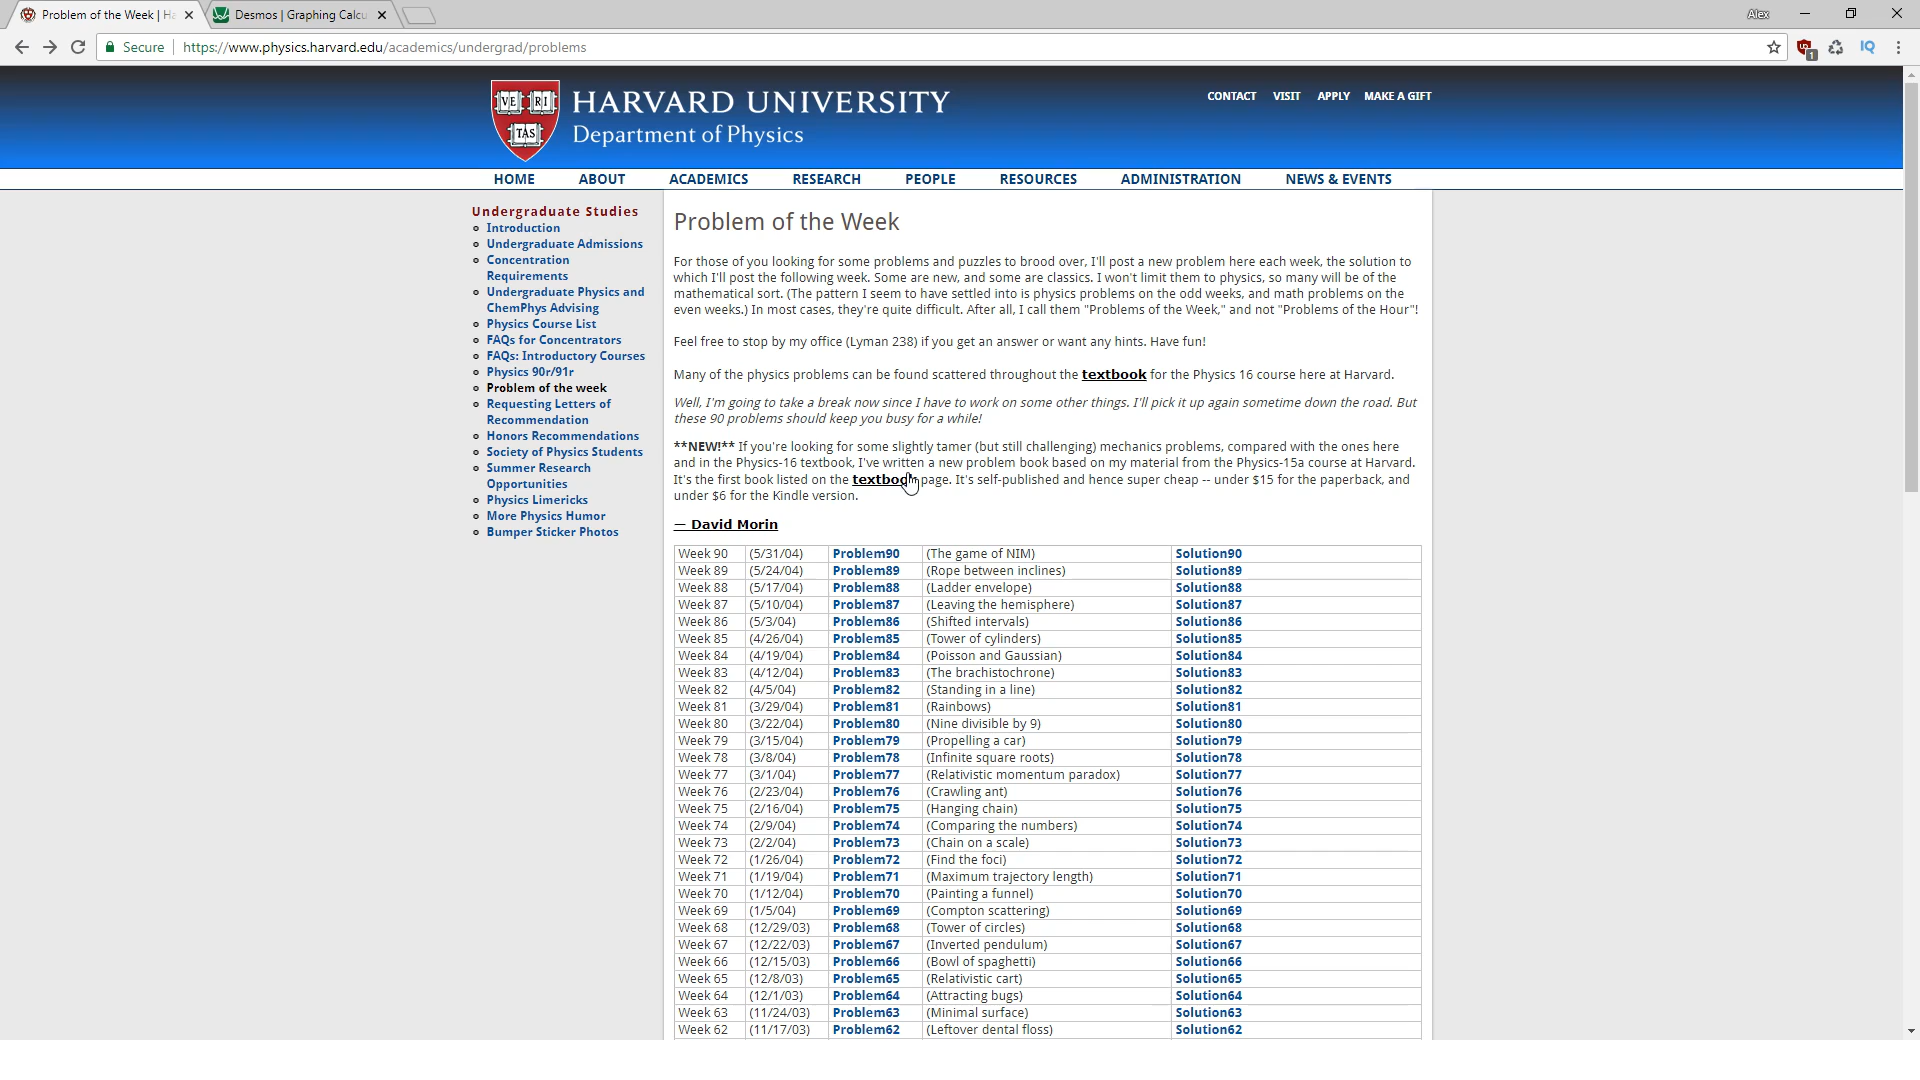 Problem of the Week | Ha
Desmos | Graphing Calcu
Alex
Secure
https://www.physics.harvard.edu/academics/undergrad/problems
1
IQ
VE RI
TAS
HARVARD UNIVERSITY
Department of Physics
CONTACT VISIT APPLY MAKE A GIFT
HOME ABOUT ACADEMICS RESEARCH PEOPLE RESOURCES ADMINISTRATION NEWS & EVENTS
Undergraduate Studies
Introduction
Undergraduate Admissions
Concentration
Requirements
Undergraduate Physics and
ChemPhys Advising
Physics Course List
FAQs for Concentrators
FAQs: Introductory Courses
Physics 90r/91r
Problem of the week
Requesting Letters of
Recommendation
Honors Recommendations
Society of Physics Students
Summer Research
Opportunities
Physics Limericks
More Physics Humor
Bumper Sticker Photos
Problem of the Week
For those of you looking for some problems and puzzles to brood over, I'll post a new problem here each week, the solution to
which I'll post the following week. Some are new, and some are classics. I won't limit them to physics, so many will be of the
mathematical sort. (The pattern I seem to have settled into is physics problems on the odd weeks, and math problems on the
even weeks.) In most cases, they're quite difficult. After all, I call them "Problems of the Week," and not "Problems of the Hour"!
Feel free to stop by my office (Lyman 238) if you get an answer or want any hints. Have fun!
Many of the physics problems can be found scattered throughout the textbook for the Physics 16 course here at Harvard.
Well, I'm going to take a break now since I have to work on some other things. I'll pick it up again sometime down the road. But
these 90 problems should keep you busy for a while!
**NEW!** If you're looking for some slightly tamer (but still challenging) mechanics problems, compared with the ones here
and in the Physics-16 textbook, I've written a new problem book based on my material from the Physics-15a course at Harvard.
It's the first book listed on the textbook page. It's self-published and hence super cheap -- under $15 for the paperback, and
under $6 for the Kindle version.
— David Morin
Week 90 (5/31/04) Problem90 (The game of NIM) Solution90
Week 89 (5/24/04) Problem89 (Rope between inclines) Solution89
Week 88 (5/17/04) Problem88 (Ladder envelope) Solution88
Week 87 (5/10/04) Problem87 (Leaving the hemisphere) Solution87
Week 86 (5/3/04) Problem86 (Shifted intervals) Solution86
Week 85 (4/26/04) Problem85 (Tower of cylinders) Solution85
Week 84 (4/19/04) Problem84 (Poisson and Gaussian) Solution84
Week 83 (4/12/04) Problem83 (The brachistochrone) Solution83
Week 82 (4/5/04) Problem82 (Standing in a line) Solution82
Week 81 (3/29/04) Problem81 (Rainbows) Solution81
Week 80 (3/22/04) Problem80 (Nine divisible by 9) Solution80
Week 79 (3/15/04) Problem79 (Propelling a car) Solution79
Week 78 (3/8/04) Problem78 (Infinite square roots) Solution78
Week 77 (3/1/04) Problem77 (Relativistic momentum paradox) Solution77
Week 76 (2/23/04) Problem76 (Crawling ant) Solution76
Week 75 (2/16/04) Problem75 (Hanging chain) Solution75
Week 74 (2/9/04) Problem74 (Comparing the numbers) Solution74
Week 73 (2/2/04) Problem73 (Chain on a scale) Solution73
Week 72 (1/26/04) Problem72 (Find the foci) Solution72
Week 71 (1/19/04) Problem71 (Maximum trajectory length) Solution71
Week 70 (1/12/04) Problem70 (Painting a funnel) Solution70
Week 69 (1/5/04) Problem69 (Compton scattering) Solution69
Week 68 (12/29/03) Problem68 (Tower of circles) Solution68
Week 67 (12/22/03) Problem67 (Inverted pendulum) Solution67
Week 66 (12/15/03) Problem66 (Bowl of spaghetti) Solution66
Week 65 (12/8/03) Problem65 (Relativistic cart) Solution65
Week 64 (12/1/03) Problem64 (Attracting bugs) Solution64
Week 63 (11/24/03) Problem63 (Minimal surface) Solution63
Week 62 (11/17/03) Problem62 (Leftover dental floss) Solution62